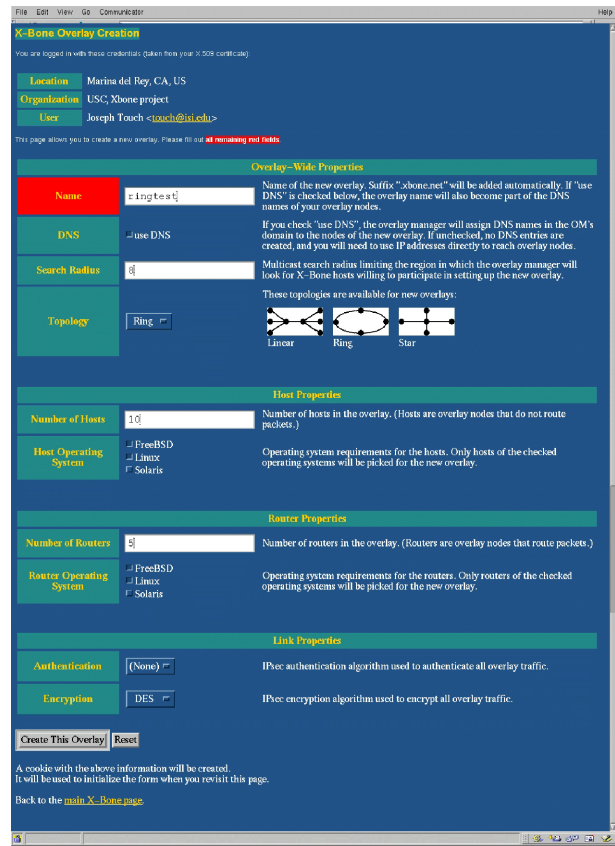 File Edit View Go Communicator Help
X-Bone Overlay Creation
You are logged in with these credentials (taken from your X.509 certificate):
Location Marina del Rey, CA, US
Organization USC, Xbone project
User Joseph Touch <touch@isi.edu>
This page allows you to create a new overlay. Please fill out all remaining red fields.
Overlay-Wide Properties
Name ringtest Name of the new overlay. Suffix ".xbone.net" will be added automatically. If "use
DNS" is checked below, the overlay name will also become part of the DNS
names of your overlay nodes.
DNS use DNS If you check "use DNS", the overlay manager will assign DNS names in the OM's
domain to the nodes of the new overlay. If unchecked, no DNS entries are
created, and you will need to use IP addresses directly to reach overlay nodes.
Search Radius 8 Multicast search radius limiting the region in which the overlay manager will
look for X-Bone hosts willing to participate in setting up the new overlay.
Topology Ring These topologies are available for new overlays:
Linear Ring Star
Host Properties
Number of Hosts 10 Number of hosts in the overlay. (Hosts are overlay nodes that do not route
packets.)
Host Operating System FreeBSD
Linux
Solaris
Operating system requirements for the hosts. Only hosts of the checked
operating systems will be picked for the new overlay.
Router Properties
Number of Routers 5 Number of routers in the overlay. (Routers are overlay nodes that route packets.)
Router Operating System FreeBSD
Linux
Solaris
Operating system requirements for the routers. Only routers of the checked
operating systems will be picked for the new overlay.
Link Properties
Authentication (None) IPsec authentication algorithm used to authenticate all overlay traffic.
Encryption DES IPsec encryption algorithm used to encrypt all overlay traffic.
Create This Overlay Reset
A cookie with the above information will be created.
It will be used to initialize the form when you revisit this page.
Back to the main X-Bone page.